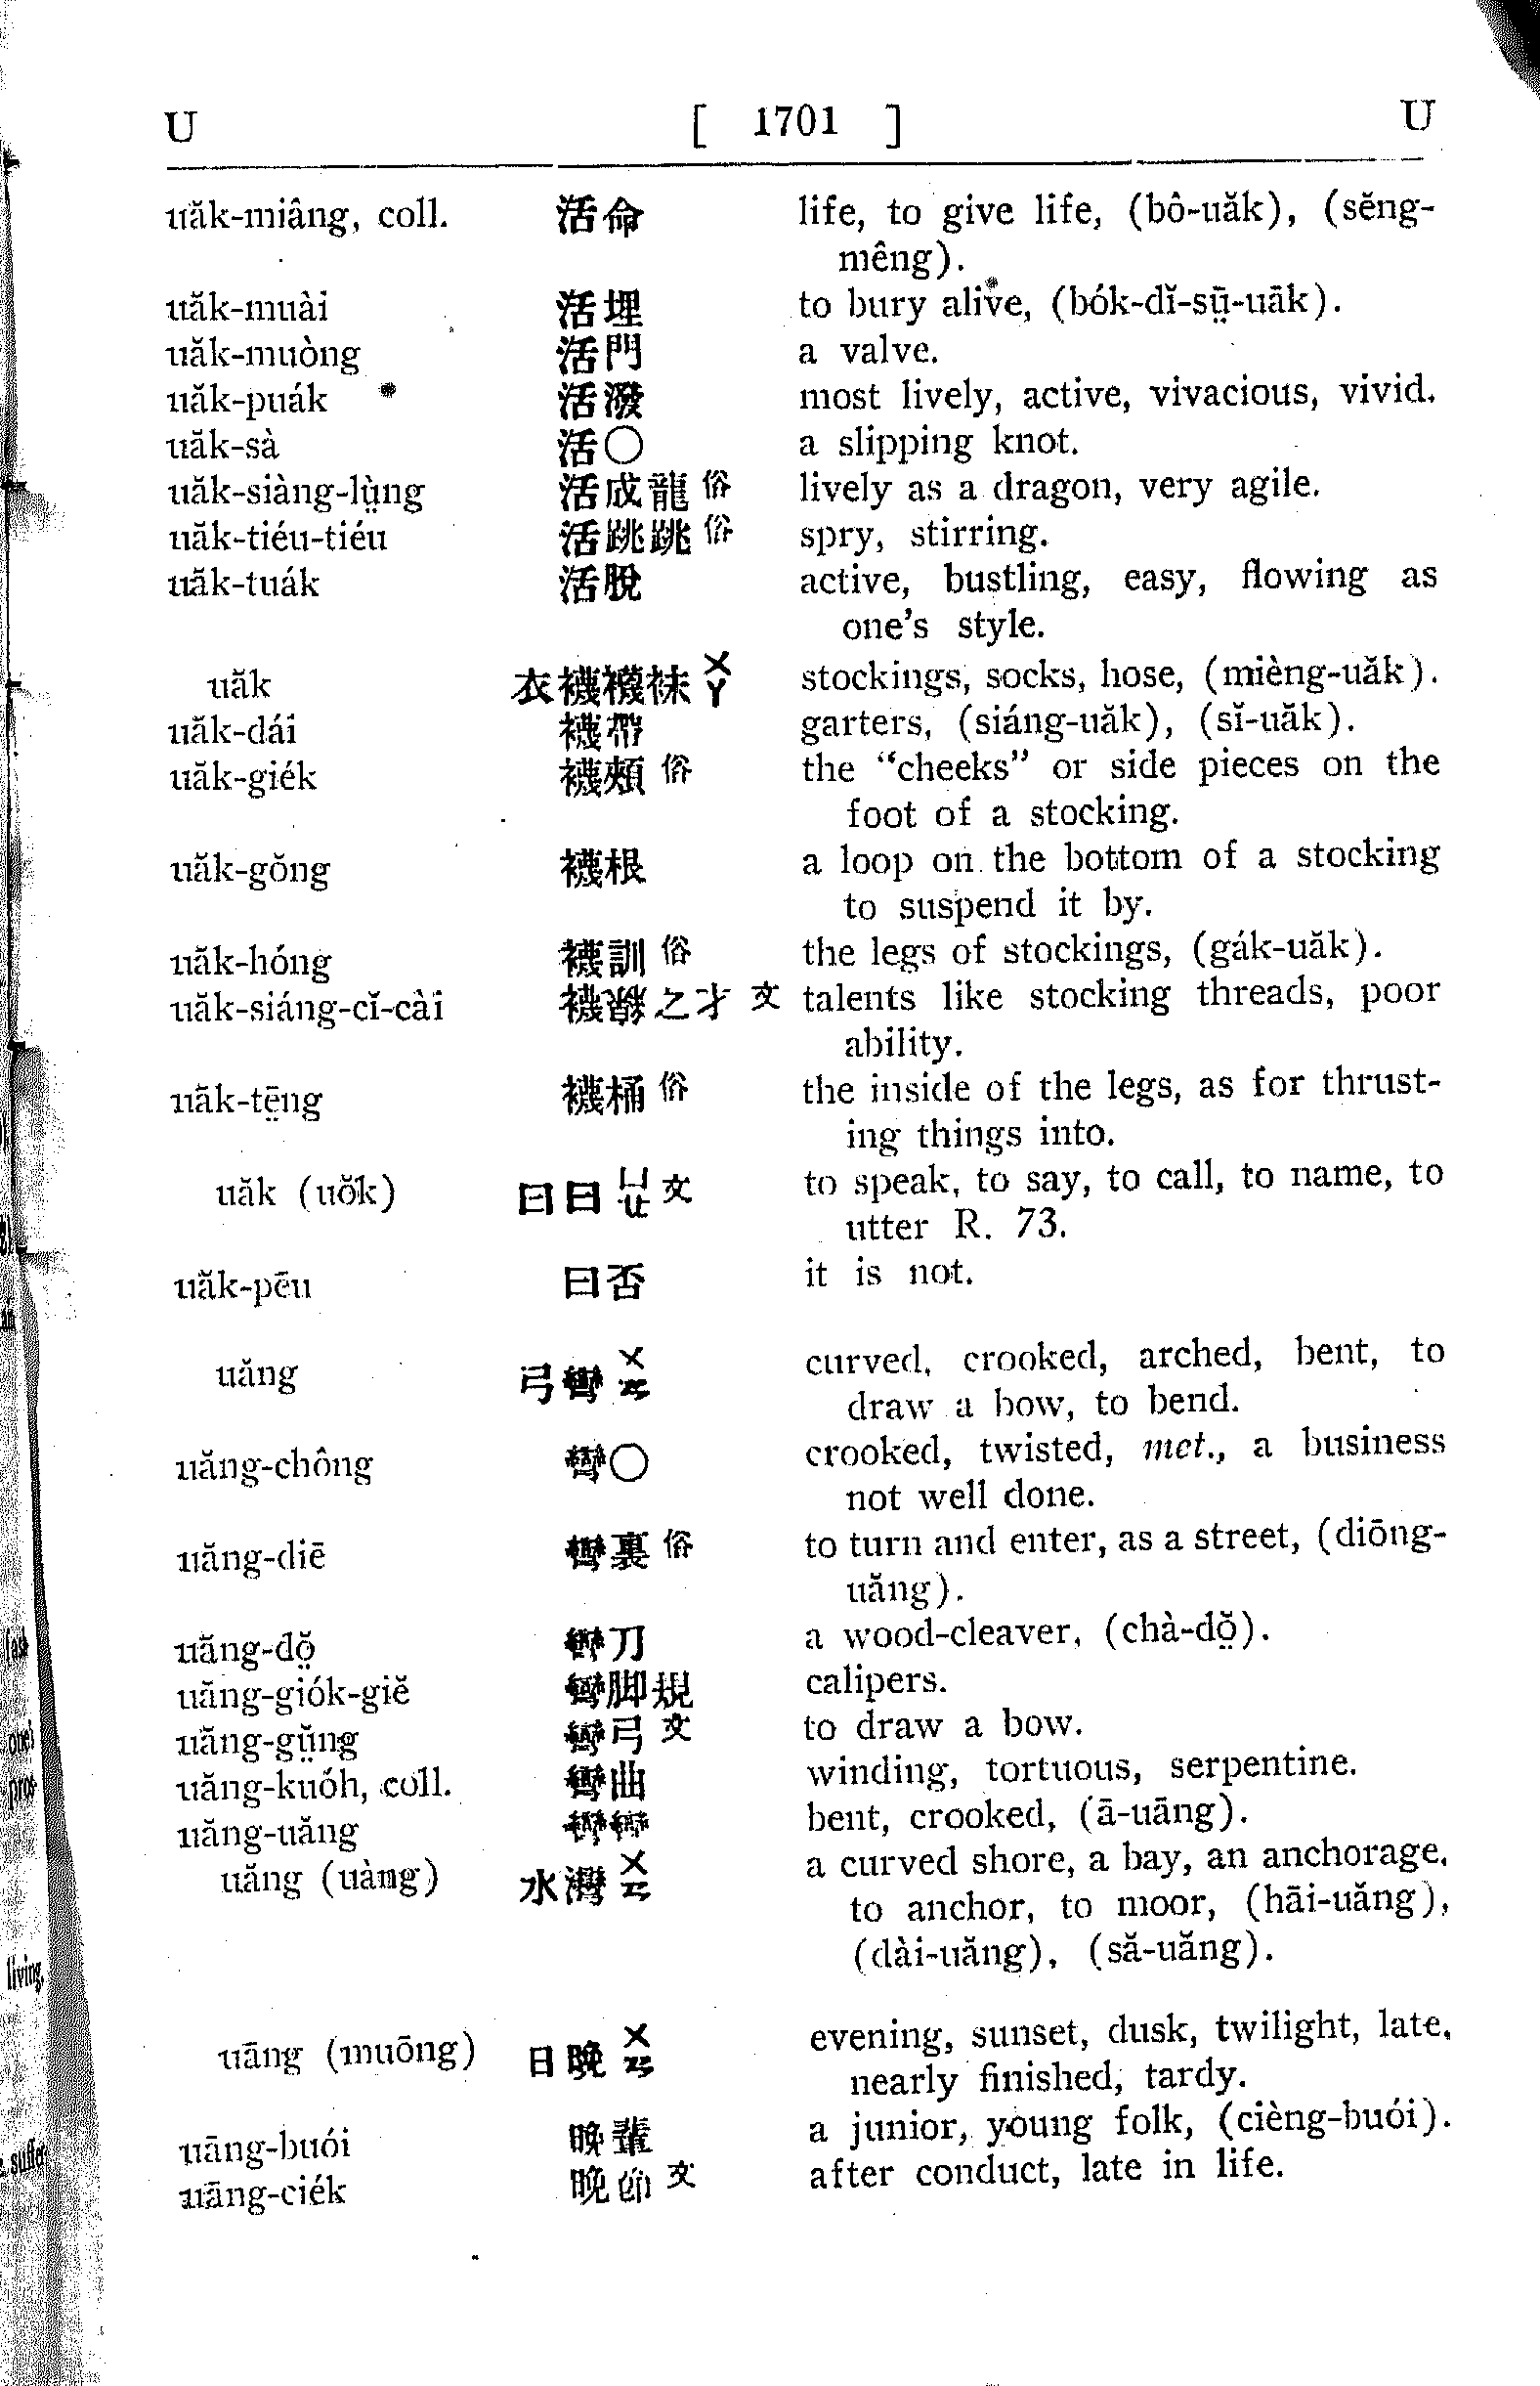 U [ 1701 ] U
uăk-miâng, coll. 活命 life, to give life, (bô-uăk), (sĕng-
mêng).
uăk-muài 活埋 to bury alive, (bók-dĭ-sṳ̄-uăk).
uăk-muòng 活門 a valve.
uăk-puák 活潑 most lively, active, vivacious, vivid.
uăk-sà 活〇 a slipping knot.
uăk-siàng-lṳ̀ng 活成龍 俗 lively as a dragon, very agile.
uăk-tiéu-tiéu 活跳跳 俗 spry, stirring.
uăk-tuák 活脫 active, bustling, easy, flowing as
one's style.
uăk 衣 襪襪袜 ㄨㄚ stockings, socks, hose, (mièng-uăk).
uăk-dái 襪帶 garters, (siáng-uăk), (sĭ-uăk).
uăk-giék 襪頰 俗 the “cheeks” or side pieces on the
foot of a stocking.
uăk-gŏng 襪根 a loop on the bottom of a stocking
to suspend it by.
uăk-hóng 襪訓 俗 the legs of stockings, (gák-uăk).
uăk-siáng-cĭ-cài 襪之才 文 talents like stocking threads, poor
ability.
uăk-tē̤ng 襪桶 俗 the inside of the legs, as for thrust-
ing things into.
uăk (uŏk) 曰曰 ㄩㄝ 文 to speak, to say, to call, to name, to
utter R. 73.
uăk-pēu 曰否 it is not.
uăng 弓彎 ㄨㄢ curved, crooked, arched, bent, to
draw a bow, to bend.
uăng-chông 彎〇 crooked, twisted, met., a business
not well done.
uăng-diē 彎裏 俗 to turn and enter, as a street, (diōng-
uăng).
uăng-dŏ̤ 彎刀 a wood-cleaver, (chà-dŏ̤).
uăng-giók-giĕ 彎脚規 calipers.
uăng-gṳ̆ng 彎弓 文 to draw a bow.
uăng-kuóh, coll. 彎曲 winding, tortuous, serpentine.
uăng-uăng 彎彎 bent, crooked, (ā-uăng).
uăng (uàng) 水灣 ㄨㄢ a curved shore, a bay, an anchorage,
to anchor, to moor, (hāi-uăng),
(dài-uăng), (să-uăng).
uāng (muōng) 日晚 ㄨㄢ evening, sunset, dusk, twilight, late,
nearly finished, tardy.
uāng-buói 晚輩 a junior, young folk, (cièng-buói).
uāng-ciék 晚節 文 after conduct, late in life.